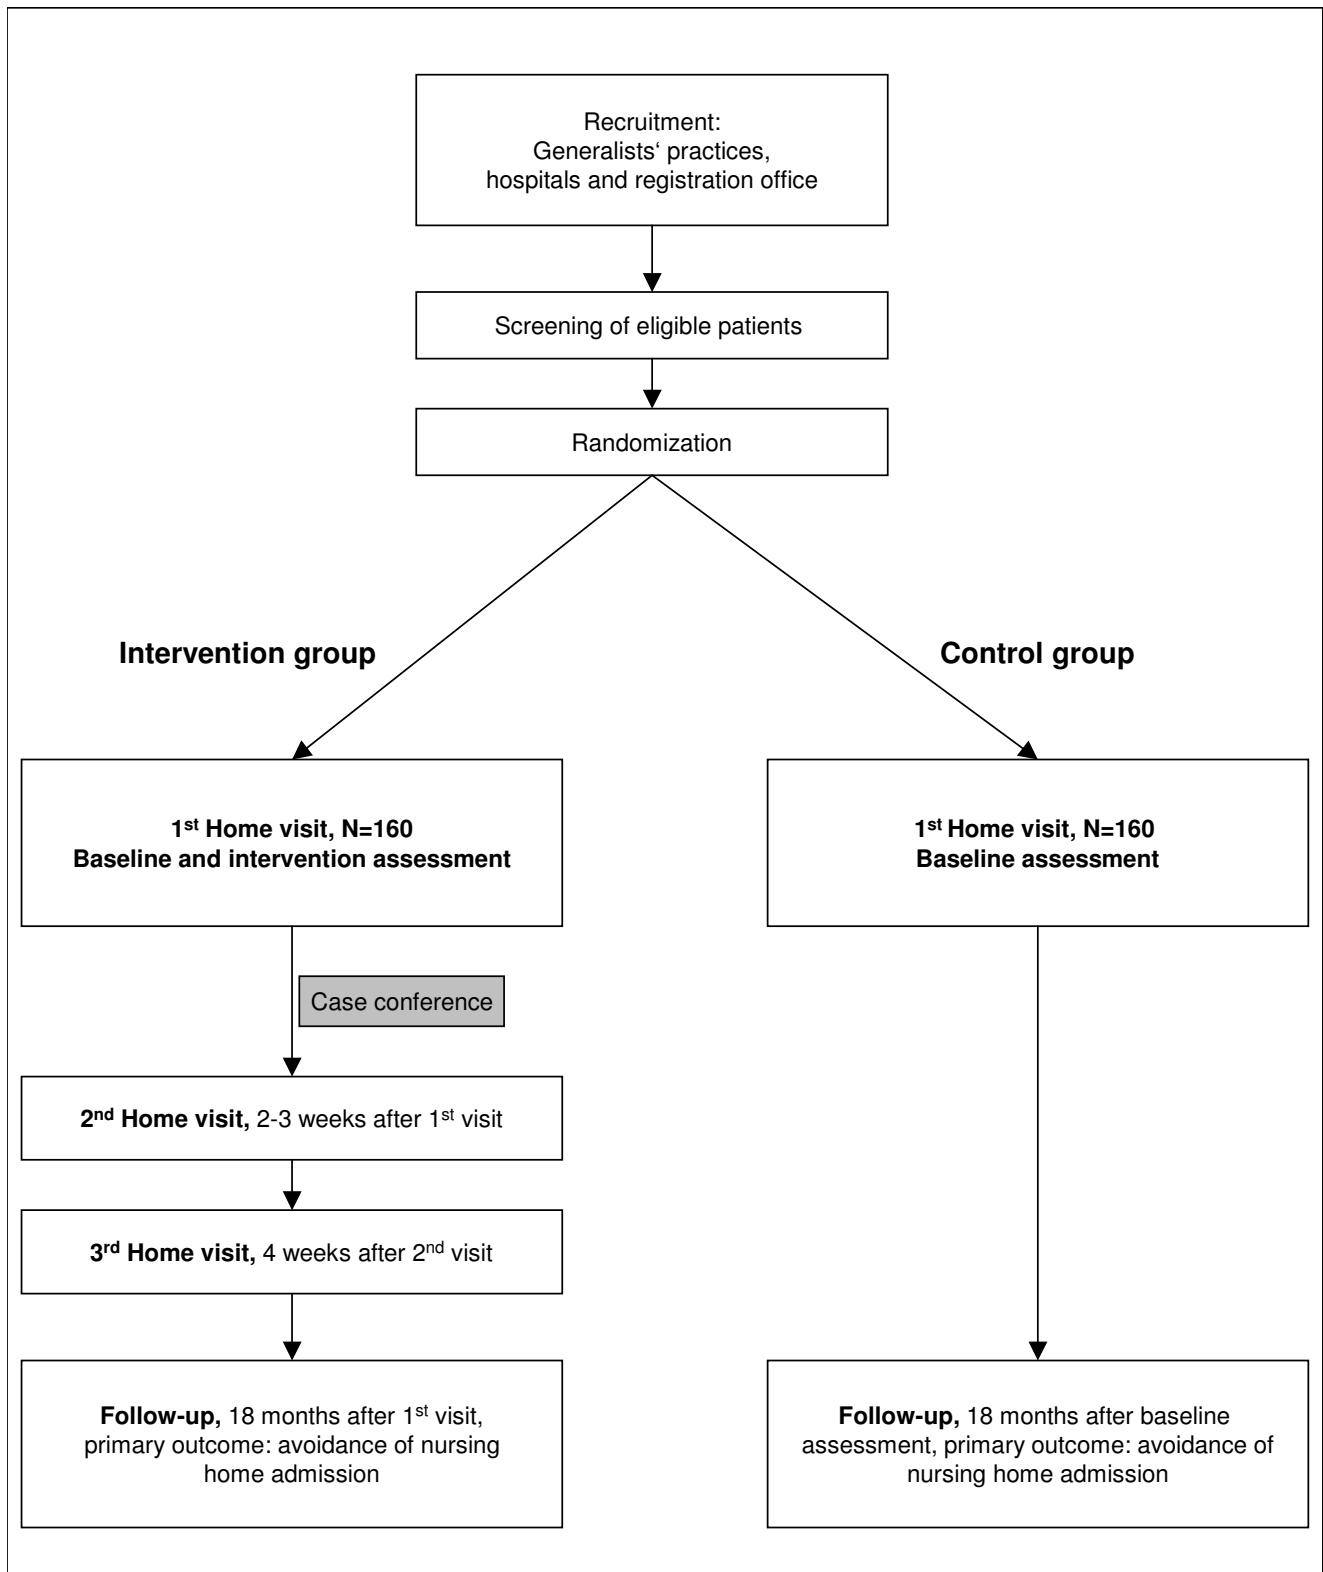 Recruitment:
Generalists‘ practices,
hospitals and registration office
Screening of eligible patients
Randomization
Intervention group
Control group
1st Home visit, N=160
Baseline and intervention assessment
1st Home visit, N=160
Baseline assessment
Case conference
2nd Home visit, 2-3 weeks after 1st visit
3rd Home visit, 4 weeks after 2nd visit
Follow-up, 18 months after 1st visit,
primary outcome: avoidance of nursing
home admission
Follow-up, 18 months after baseline
assessment, primary outcome: avoidance of
nursing home admission